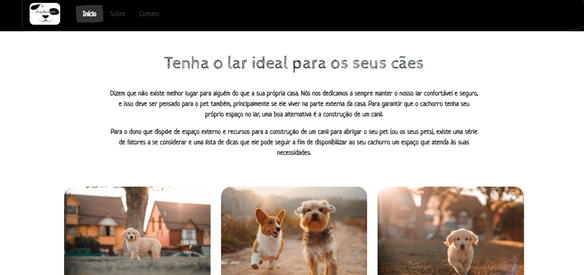 Início Sobre Contato
Tenha o lar ideal para os seus cães
Dizem que não existe melhor lugar para alguém do que a sua própria casa. Nós nos dedicamos a sempre manter o nosso lar confortável e seguro,
e isso deve ser pensado para o pet também, principalmente se ele viver na parte externa da casa. Para garantir que o cachorro tenha seu
próprio espaço no lar, uma boa alternativa é a construção de um canil.
Para o dono que dispõe de espaço externo e recursos para a construção de um canil para abrigar o seu pet (ou os seus pets), existe uma série
de fatores a se considerar e uma lista de dicas que ele pode seguir a fim de disponibilizar ao seu cachorro um espaço que atenda às suas
necessidades.